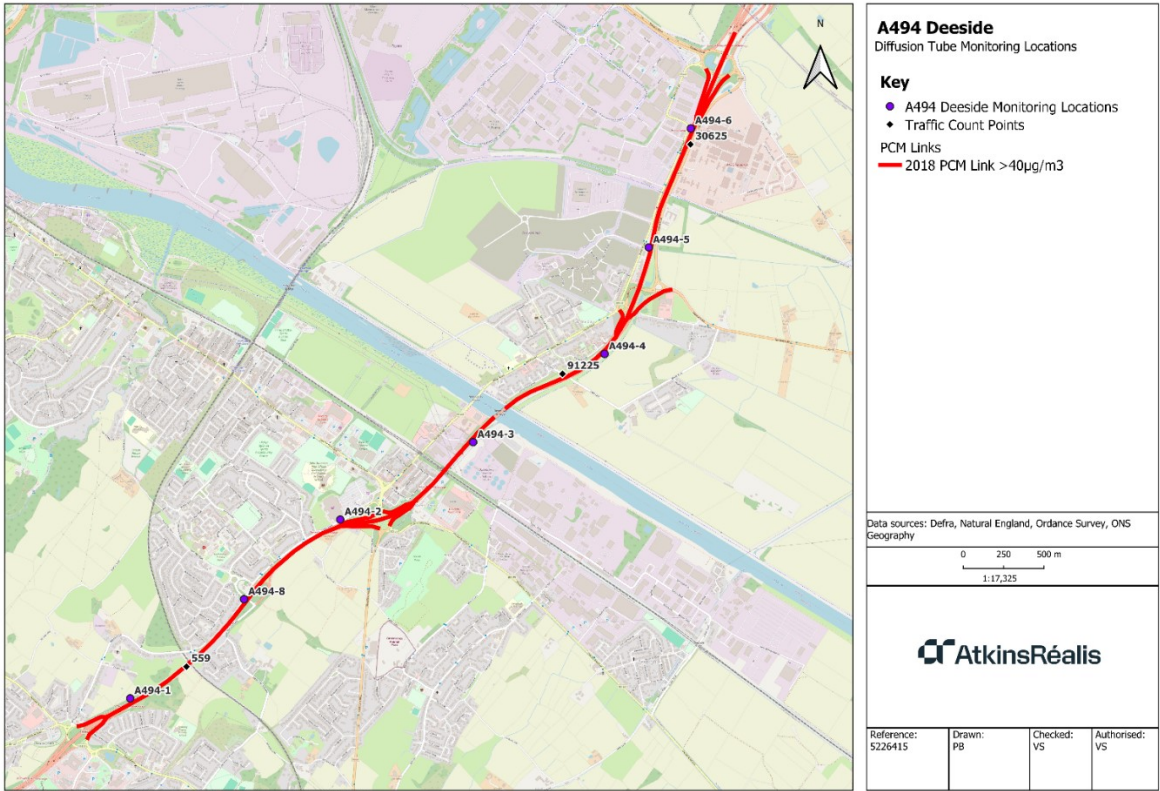 N
A494-6
30625
A494-5
A494-4
91225
A494-3
A494-2
A494-8
559
A494-1
A494 Deeside
Diffusion Tube Monitoring Locations
Key
A494 Deeside Monitoring Locations
Traffic Count Points
PCM Links
2018 PCM Link >40µg/m3
Data sources: Defra, Natural England, Ordance Survey, ONS
Geography
0 250 500 m
1:17,325
AtkinsRéalis
Reference: Drawn: Checked: Authorised:
5226415 PB VS VS